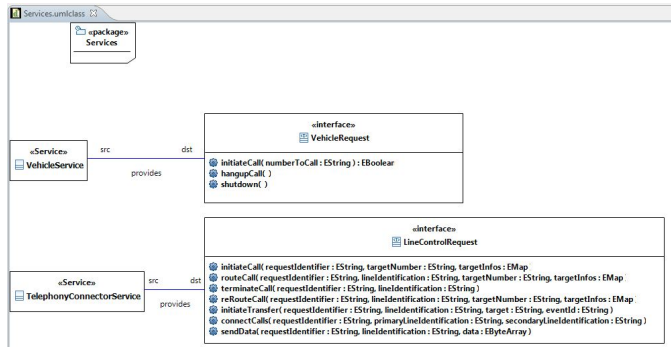 Services.umlclass
«package»
Services
«interface»
VehicleRequest
«Service»
VehicleService
src
dst
provides
initiateCall( numberToCall : EString ) : EBoolear
hangupCall( )
shutdown( )
«interface»
LineControlRequest
«Service»
TelephonyConnectorService
src
dst
provides
initiateCall( requestIdentifier : EString, targetNumber : EString, targetInfos : EMap
routeCall( requestIdentifier : EString, lineIdentification : EString, targetNumber : EString, targetInfos : EMap
terminateCall( requestIdentifier : EString, lineIdentification : EString )
reRouteCall( requestIdentifier : EString, lineIdentification : EString, targetNumber : EString, targetInfos : EMap
initiateTransfer( requestIdentifier : EString, lineIdentification : EString, target : EString, eventId : EString )
connectCalls( requestIdentifier : EString, primaryLineIdentification : EString, secondaryLineIdentification : EString )
sendData( requestIdentifier : EString, lineIdentification : EString, data : EByteArray )